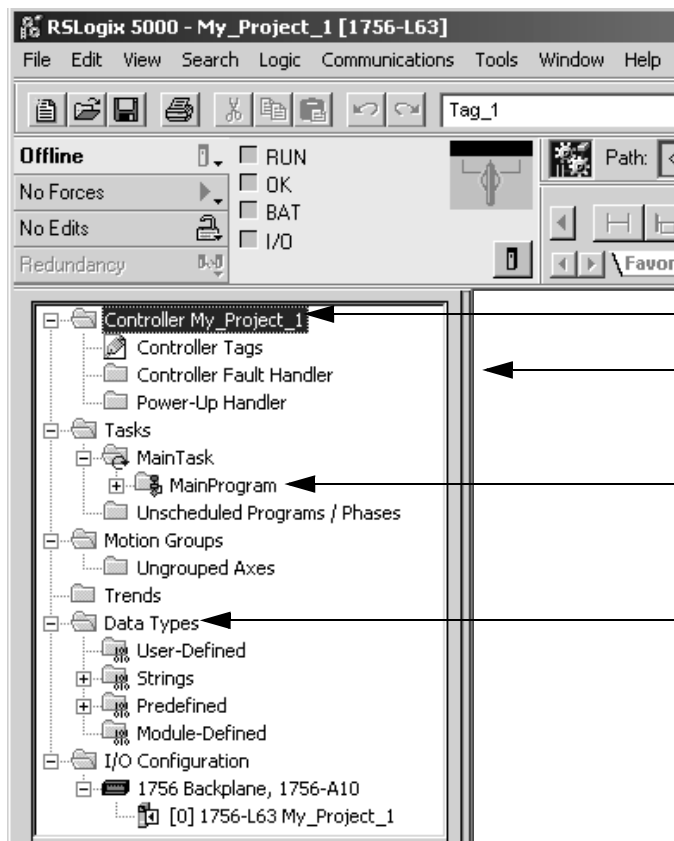 RSLogix 5000 - My_Project_1 [1756-L63]
File Edit View Search Logic Communications Tools Window Help
Tag_1
Offline
RUN
Path: <
No Forces
OK
No Edits
BAT
Redundancy
I/O
Favor
Controller My_Project_1
Controller Tags
Controller Fault Handler
Power-Up Handler
Tasks
MainTask
MainProgram
Unscheduled Programs / Phases
Motion Groups
Ungrouped Axes
Trends
Data Types
User-Defined
Strings
Predefined
Module-Defined
I/O Configuration
1756 Backplane, 1756-A10
[0] 1756-L63 My_Project_1